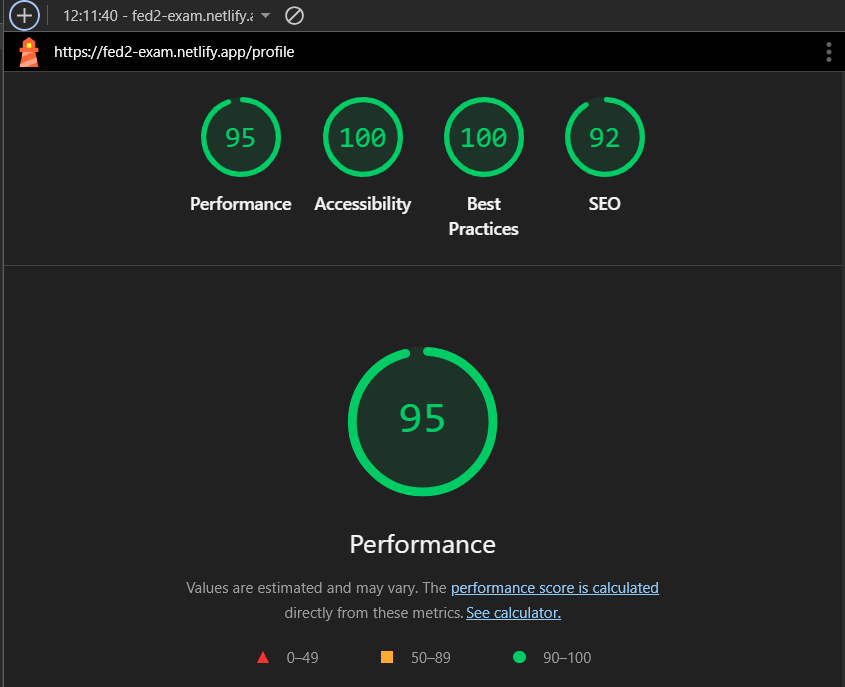 12:11:40 - fed2-exam.netlify.a
https://fed2-exam.netlify.app/profile
95 100 100 92
Performance Accessibility Best Practices SEO
95
Performance
Values are estimated and may vary. The performance score is calculated
directly from these metrics. See calculator.
0–49 50–89 90–100